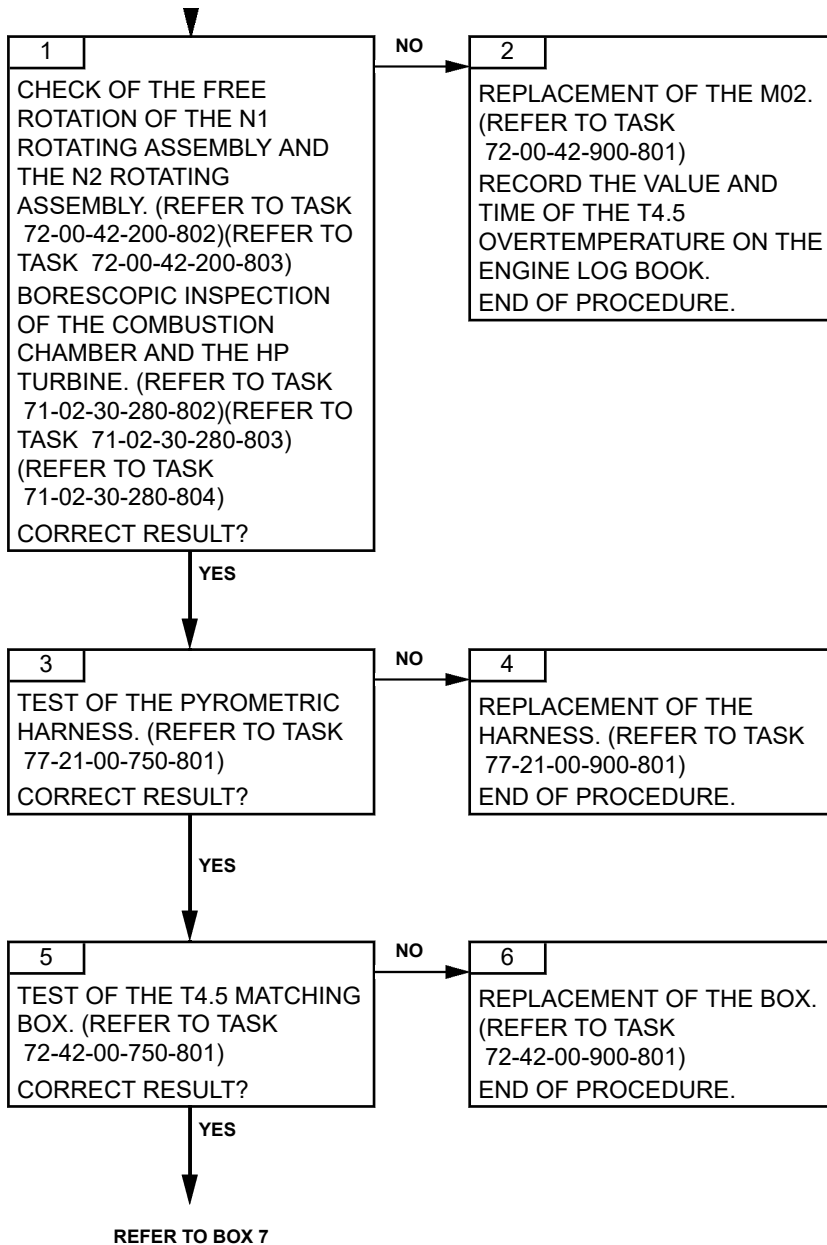 1
CHECK OF THE FREE
ROTATION OF THE N1
ROTATING ASSEMBLY AND
THE N2 ROTATING
ASSEMBLY. (REFER TO TASK
72-00-42-200-802)(REFER TO
TASK 72-00-42-200-803)
BORESCOPIC INSPECTION
OF THE COMBUSTION
CHAMBER AND THE HP
TURBINE. (REFER TO TASK
71-02-30-280-802)(REFER TO
TASK 71-02-30-280-803)
(REFER TO TASK
71-02-30-280-804)
CORRECT RESULT?
NO
2
REPLACEMENT OF THE M02.
(REFER TO TASK
72-00-42-900-801)
RECORD THE VALUE AND
TIME OF THE T4.5
OVERTEMPERATURE ON THE
ENGINE LOG BOOK.
END OF PROCEDURE.
YES
3
TEST OF THE PYROMETRIC
HARNESS. (REFER TO TASK
77-21-00-750-801)
CORRECT RESULT?
NO
4
REPLACEMENT OF THE
HARNESS. (REFER TO TASK
77-21-00-900-801)
END OF PROCEDURE.
YES
5
TEST OF THE T4.5 MATCHING
BOX. (REFER TO TASK
72-42-00-750-801)
CORRECT RESULT?
NO
6
REPLACEMENT OF THE BOX.
(REFER TO TASK
72-42-00-900-801)
END OF PROCEDURE.
YES
REFER TO BOX 7